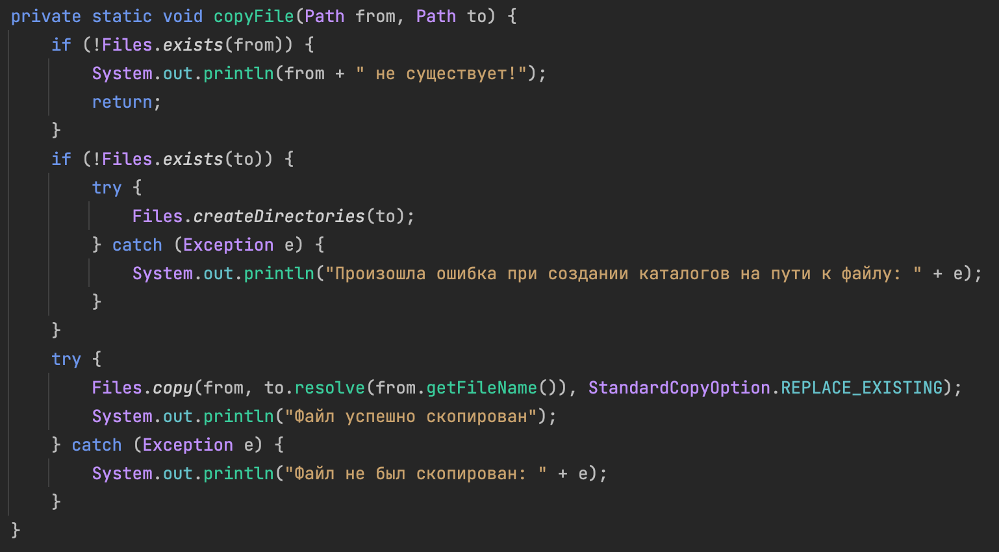 private static void copyFile(Path from, Path to) {
    if (!Files.exists(from)) {
        System.out.println(from + " не существует!");
        return;
    }
    if (!Files.exists(to)) {
        try {
            Files.createDirectories(to);
        } catch (Exception e) {
            System.out.println("Произошла ошибка при создании каталогов на пути к файлу: " + e);
        }
    }
    try {
        Files.copy(from, to.resolve(from.getFileName()), StandardCopyOption.REPLACE_EXISTING);
        System.out.println("Файл успешно скопирован");
    } catch (Exception e) {
        System.out.println("Файл не был скопирован: " + e);
    }
}